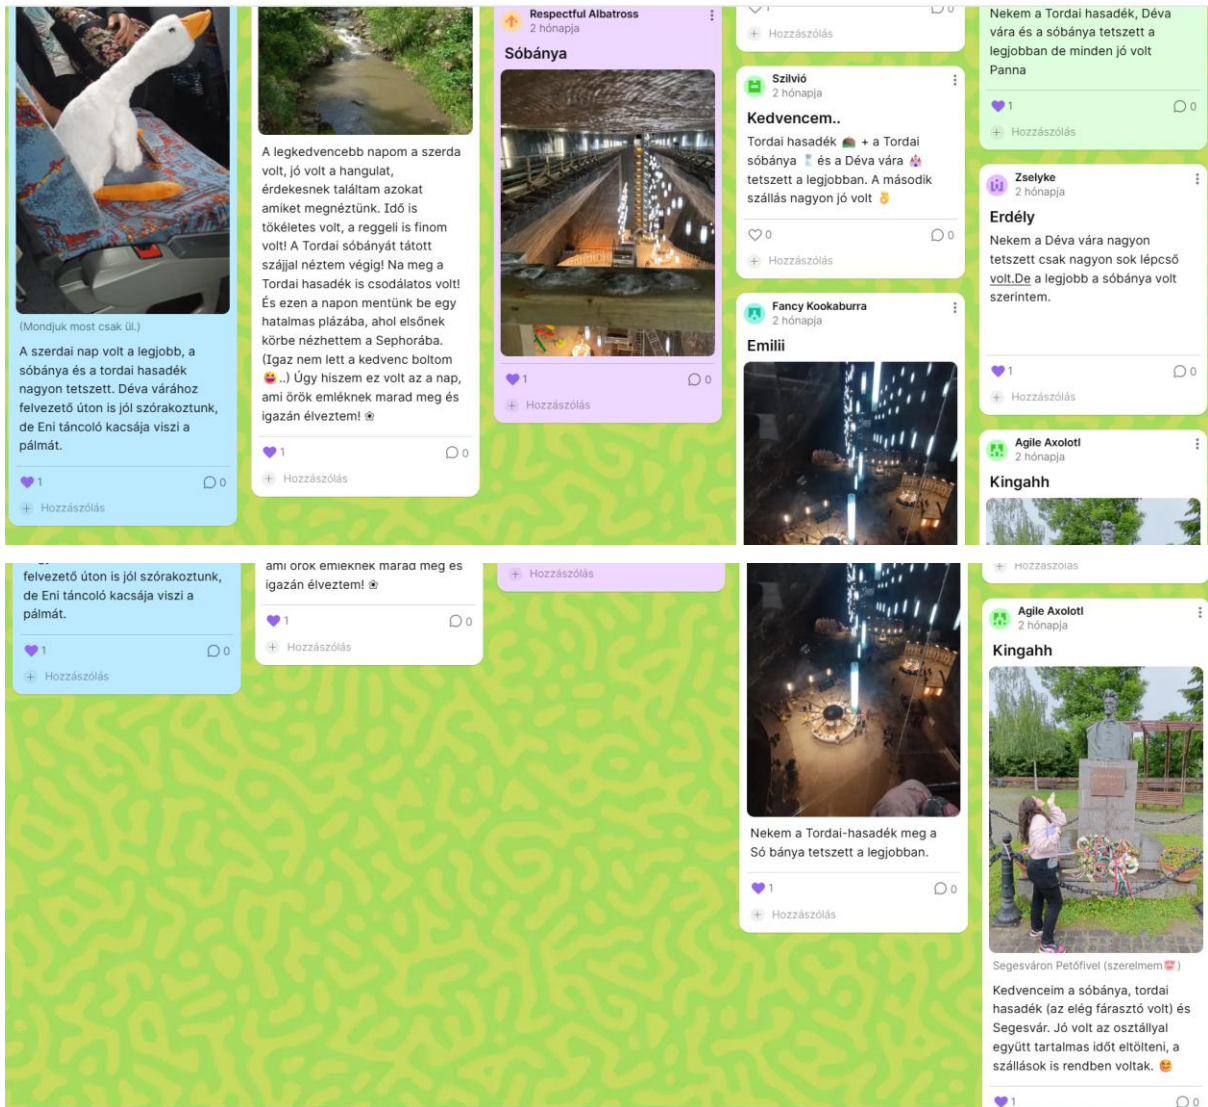 (Mondjuk most csak ül.)
A szerdai nap volt a legjobb, a
sóbánya és a tordai hasadék
nagyon tetszett. Déva várához
felvezető úton is jól szórakoztunk,
de Eni táncoló kacsája viszi a
pálmát.
1
0
Hozzászólás
A legkedvencebb napom a szerda
volt, jó volt a hangulat,
érdekesnek találtam azokat
amiket megnéztünk. Idő is
tökéletes volt, a reggeli is finom
volt! A Tordai sóbányát tátott
szájjal néztem végig! Na meg a
Tordai hasadék is csodálatos volt!
És ezen a napon mentünk be egy
hatalmas plázába, ahol elsőnek
körbe nézhettem a Sephorába.
(Igaz nem lett a kedvenc boltom
😆..) Úgy hiszem ez volt az a nap,
ami örök emléknek marad meg és
igazán élveztem! ❀
1
0
Hozzászólás
Respectful Albatross
2 hónapja
Sóbánya
1
0
Hozzászólás
1
0
Hozzászólás
Szilvió
2 hónapja
Kedvencem..
Tordai hasadék + a Tordai
sóbánya és a Déva vára 🏰
tetszett a legjobban. A második
szállás nagyon jó volt 👌
0
0
Hozzászólás
Fancy Kookaburra
2 hónapja
Emilii
Nekem a Tordai hasadék, Déva
vára és a sóbánya tetszett a
legjobban de minden jó volt
Panna
1
0
Hozzászólás
Zselyke
2 hónapja
Erdély
Nekem a Déva vára nagyon
tetszett csak nagyon sok lépcső
volt.De a legjobb a sóbánya volt
szerintem.
1
0
Hozzászólás
Agile Axolotl
2 hónapja
Kingahh
felvezető úton is jól szórakoztunk,
de Eni táncoló kacsája viszi a
pálmát.
1
0
Hozzászólás
ami örök emléknek marad meg és
igazán élveztem! ❀
1
0
Hozzászólás
Hozzászólás
Nekem a Tordai-hasadék meg a
Só bánya tetszett a legjobban.
1
0
Hozzászólás
Hozzászólás
Agile Axolotl
2 hónapja
Kingahh
Segesváron Petőfivel (szerelmem)
Kedvenceim a sóbánya, tordai
hasadék (az elég fárasztó volt) és
Segesvár. Jó volt az osztállyal
együtt tartalmas időt eltölteni, a
szállások is rendben voltak. 😊
1
0